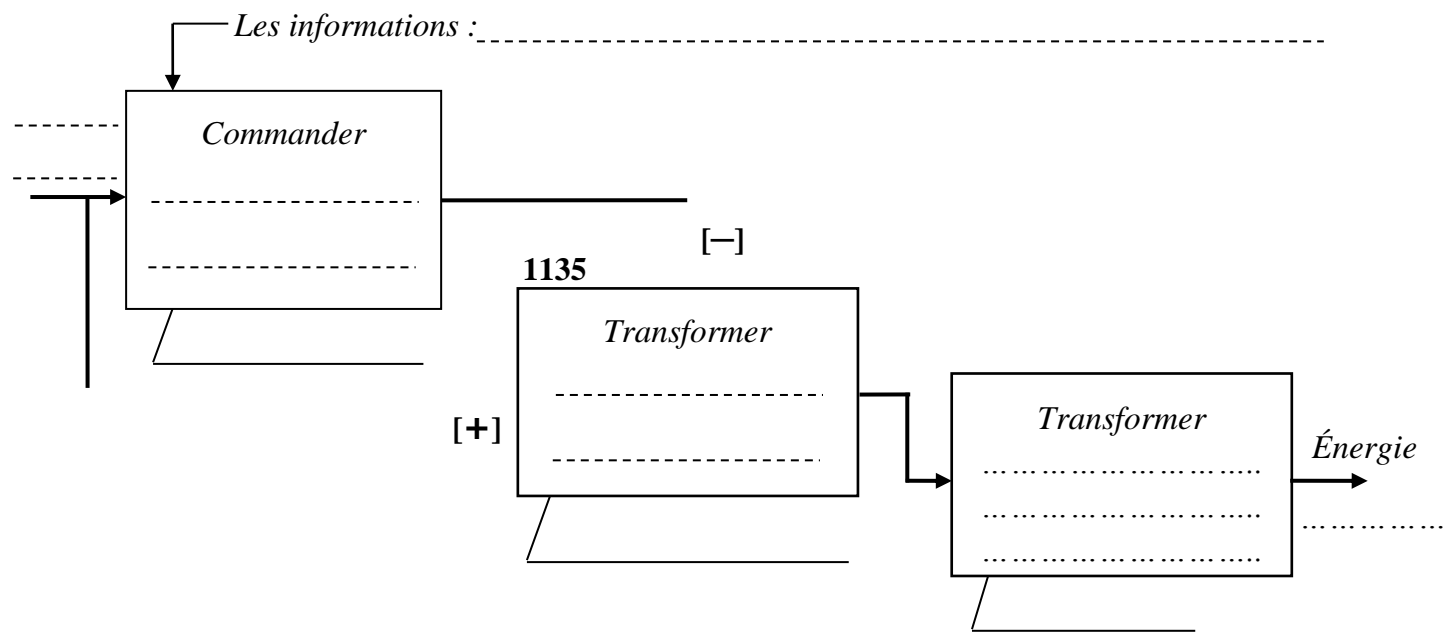 Les informations :
Commander
[–]
1135
Transformer
[+]
Transformer
Énergie